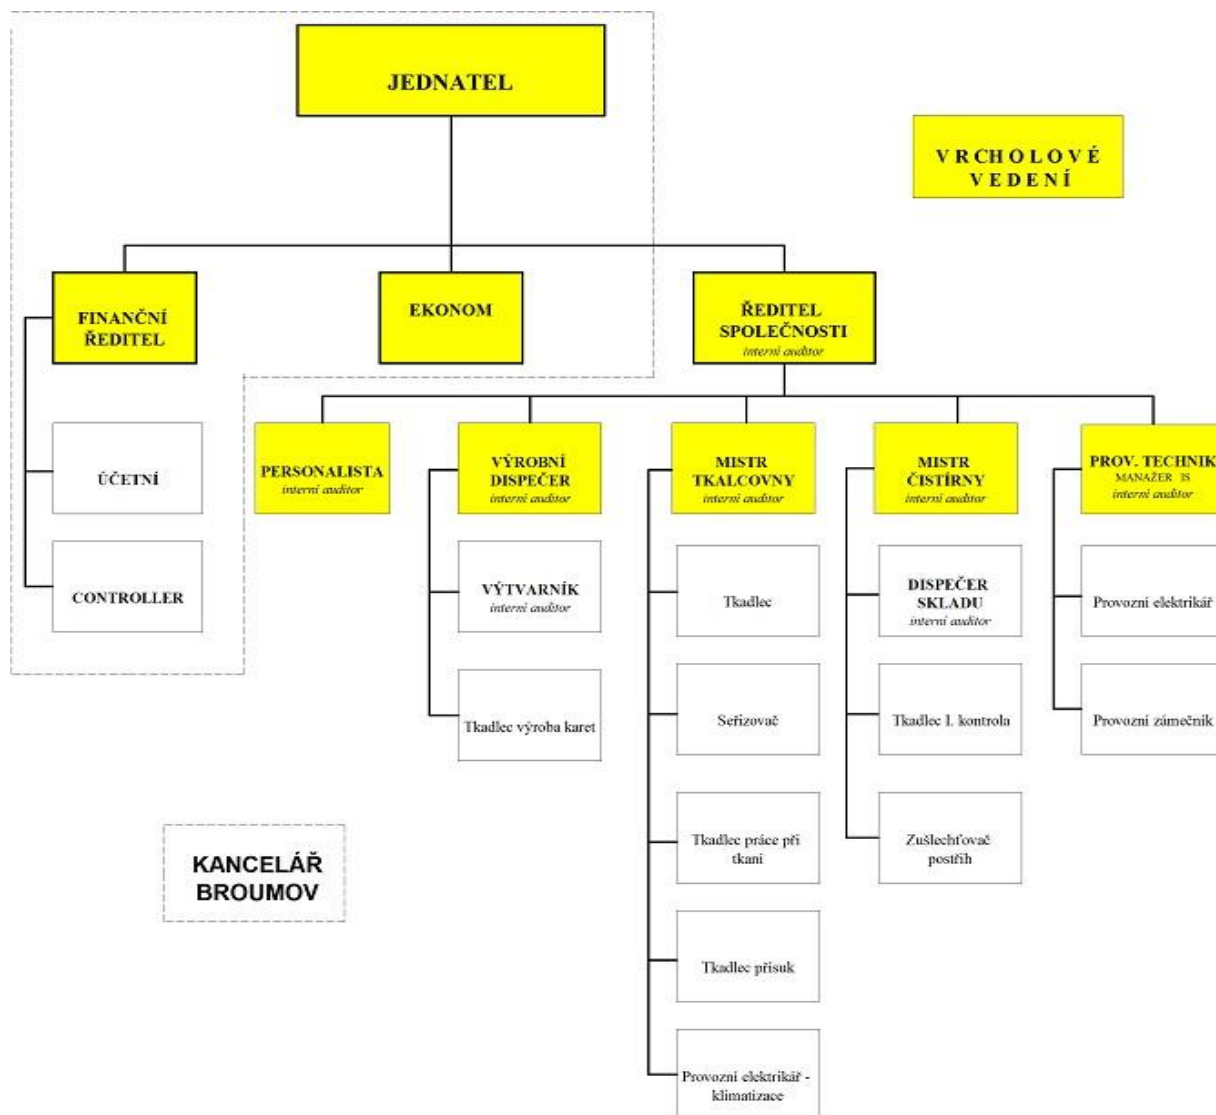 JEDNATEL
V R CH O L O V É
V E D E N Í
FINANČNÍ
ŘEDITEL
EKONOM
ŘEDITEL
SPOLEČNOSTI
interní auditor
PERSONALISTA
interní auditor
VÝROBNÍ
DISPEČER
interní auditor
MISTR
TKALCOVNY
interní auditor
MISTR
ČISTÍRNY
interní auditor
PROV. TECHNIK
MANAŽER IS
interní auditor
ÚČETNÍ
CONTROLLER
VÝTVARNÍK
interní auditor
Tkadlec výroba karet
Tkadlec
Seřizovač
Tkadlec práce při
tkaní
Tkadlec přísuk
Provozní elektrikář -
klimatizace
DISPEČER
SKLADU
interní auditor
Tkadlec I. kontrola
Zušlechťovač
postřih
Provozní elektrikář
Provozní zámečník
KANCELÁŘ
BROUMOV